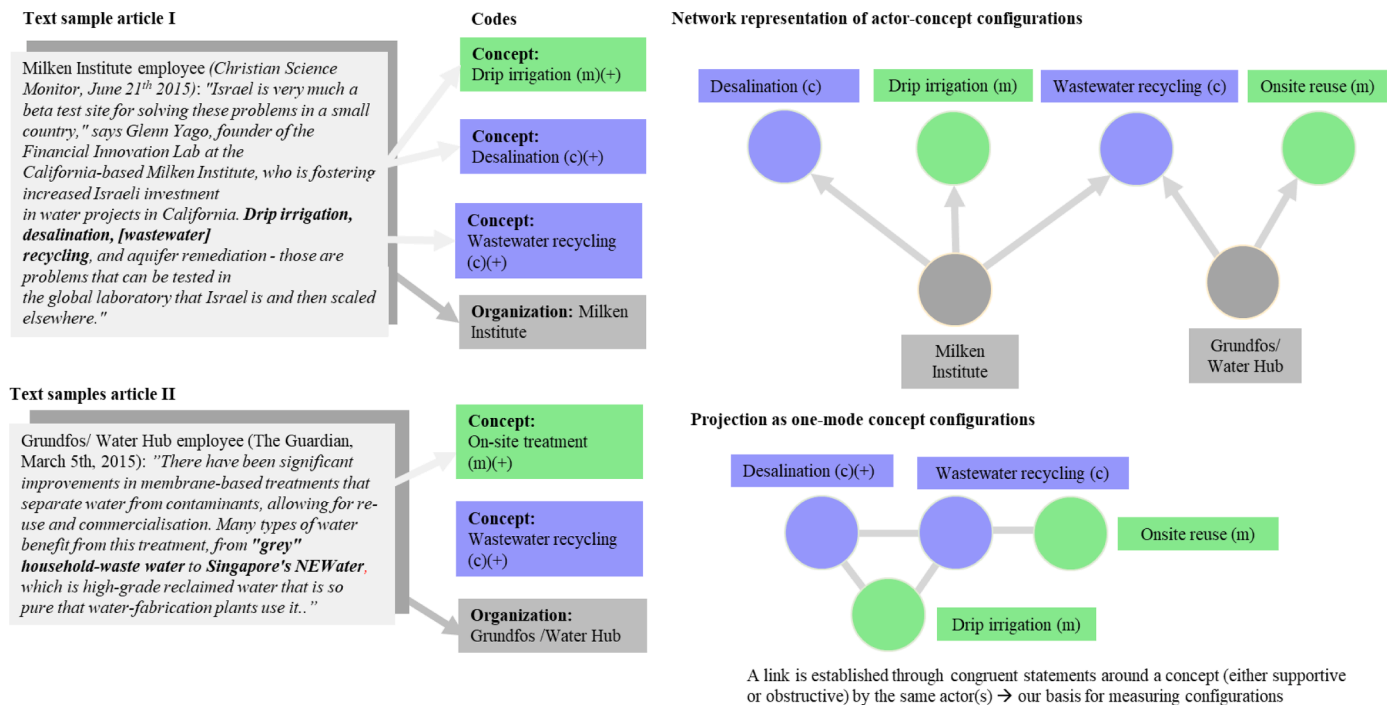 Text sample article I
Milken Institute employee (Christian Science
Monitor, June 21th 2015): "Israel is very much a
beta test site for solving these problems in a small
country," says Glenn Yago, founder of the
Financial Innovation Lab at the
California-based Milken Institute, who is fostering
increased Israeli investment
in water projects in California. Drip irrigation,
desalination, [wastewater]
recycling, and aquifer remediation - those are
problems that can be tested in
the global laboratory that Israel is and then scaled
elsewhere."
Codes
Concept:
Drip irrigation (m)(+)
Concept:
Desalination (c)(+)
Concept:
Wastewater recycling
(c)(+)
Organization: Milken
Institute
Text samples article II
Grundfos/ Water Hub employee (The Guardian,
March 5th, 2015): ”There have been significant
improvements in membrane-based treatments that
separate water from contaminants, allowing for re-
use and commercialisation. Many types of water
benefit from this treatment, from "grey"
household-waste water to Singapore's NEWater,
which is high-grade reclaimed water that is so
pure that water-fabrication plants use it..”
Concept:
On-site treatment
(m)(+)
Concept:
Wastewater recycling
(c)(+)
Organization:
Grundfos /Water Hub
Network representation of actor-concept configurations
Desalination (c)
Drip irrigation (m)
Wastewater recycling (c)
Onsite reuse (m)
Milken
Institute
Grundfos/
Water Hub
Projection as one-mode concept configurations
Desalination (c)(+)
Wastewater recycling (c)
Onsite reuse (m)
Drip irrigation (m)
A link is established through congruent statements around a concept (either supportive
or obstructive) by the same actor(s) → our basis for measuring configurations